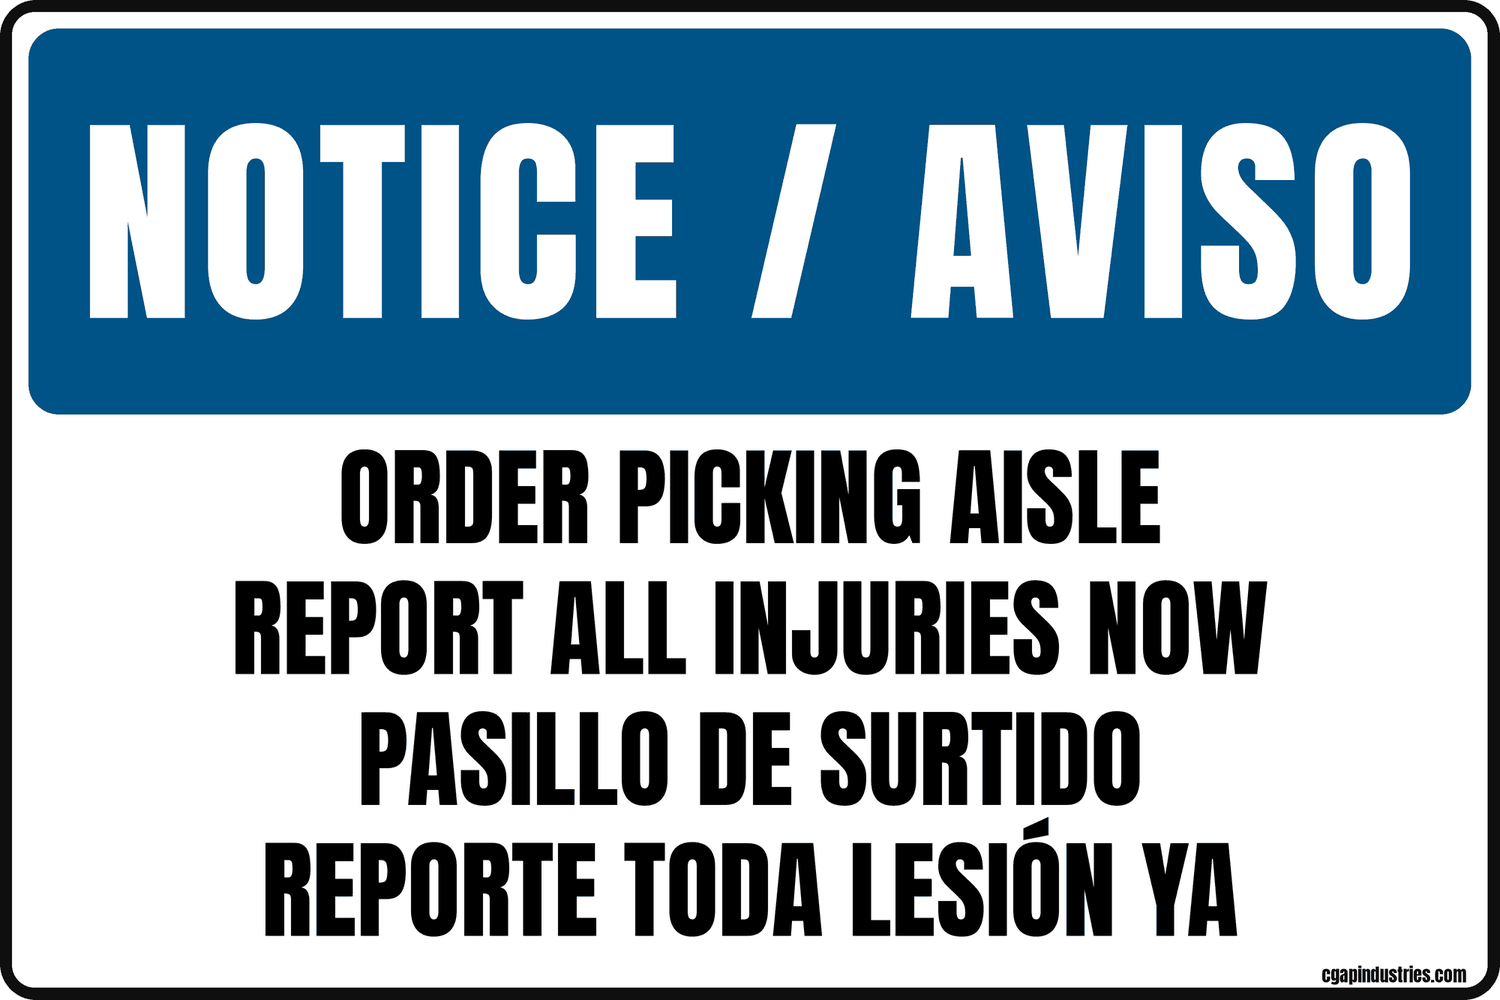 NOTICE / AVISO
ORDER PICKING AISLE
REPORT ALL INJURIES NOW
PASILLO DE SURTIDO
REPORTE TODA LESIÓN YA
cgapindustries.com